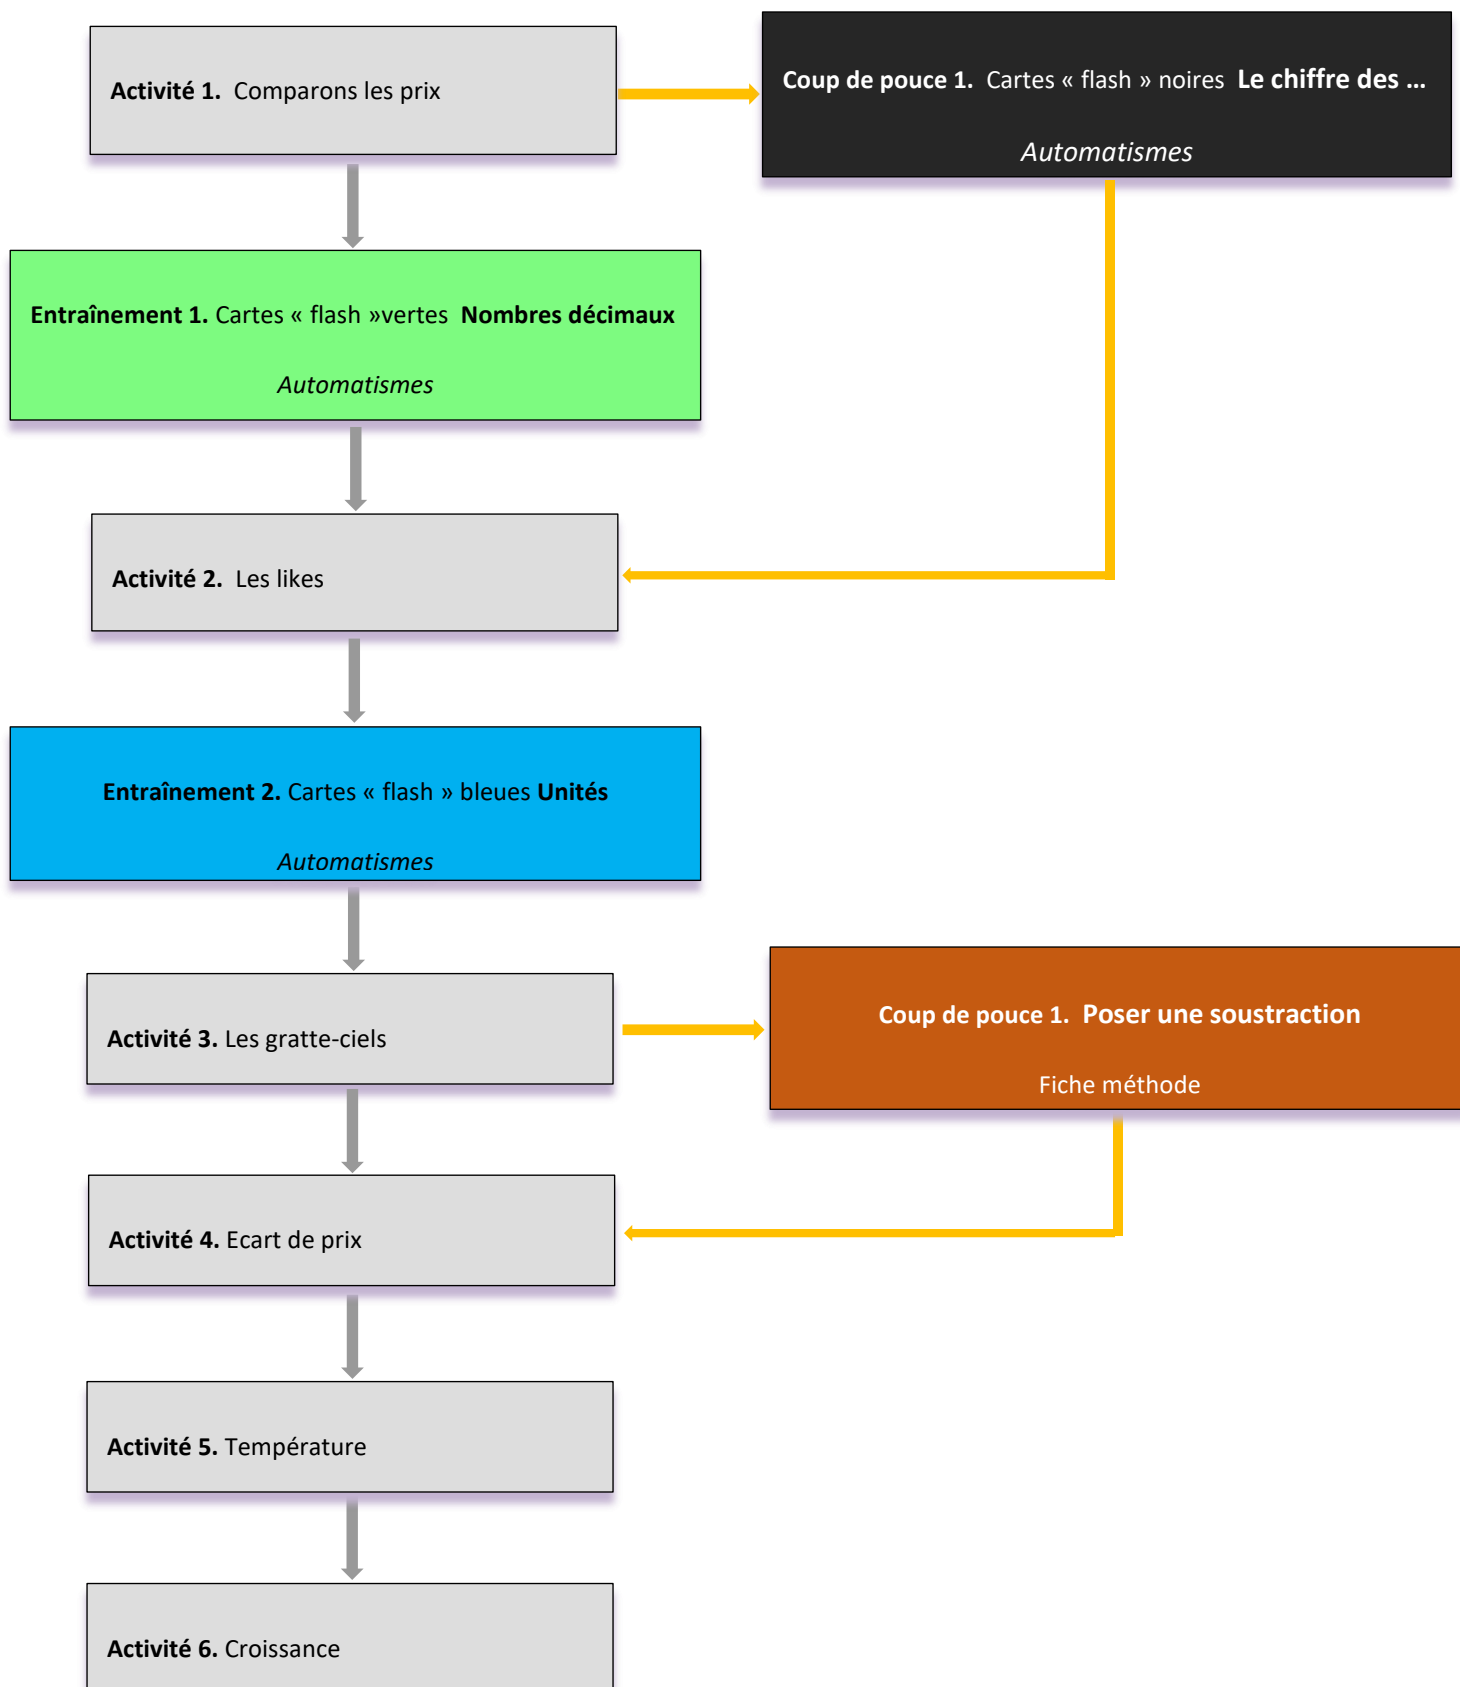 Activité 1. Comparons les prix
Coup de pouce 1. Cartes « flash » noires Le chiffre des ...
Automatismes
Entraînement 1. Cartes « flash »vertes Nombres décimaux
Automatismes
Activité 2. Les likes
Entraînement 2. Cartes « flash » bleues Unités
Automatismes
Activité 3. Les gratte-ciels
Coup de pouce 1. Poser une soustraction
Fiche méthode
Activité 4. Ecart de prix
Activité 5. Température
Activité 6. Croissance